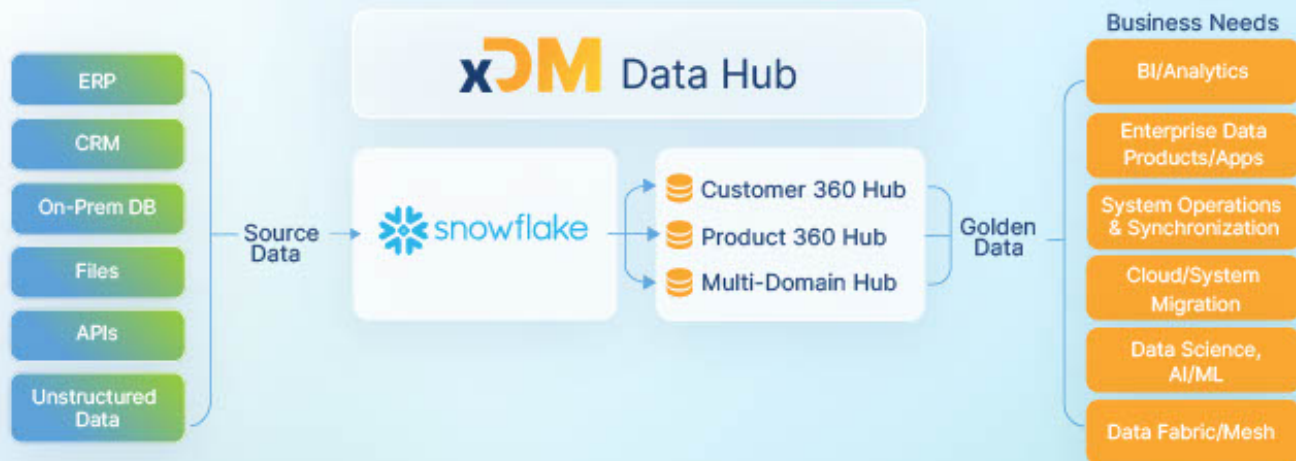 ERP
CRM
On-Prem DB
Files
APIs
Unstructured
Data
Source
Data
xDM Data Hub
snowflake
Customer 360 Hub
Product 360 Hub
Multi-Domain Hub
Golden
Data
Business Needs
BI/Analytics
Enterprise Data
Products/Apps
System Operations
& Synchronization
Cloud/System
Migration
Data Science,
AI/ML
Data Fabric/Mesh